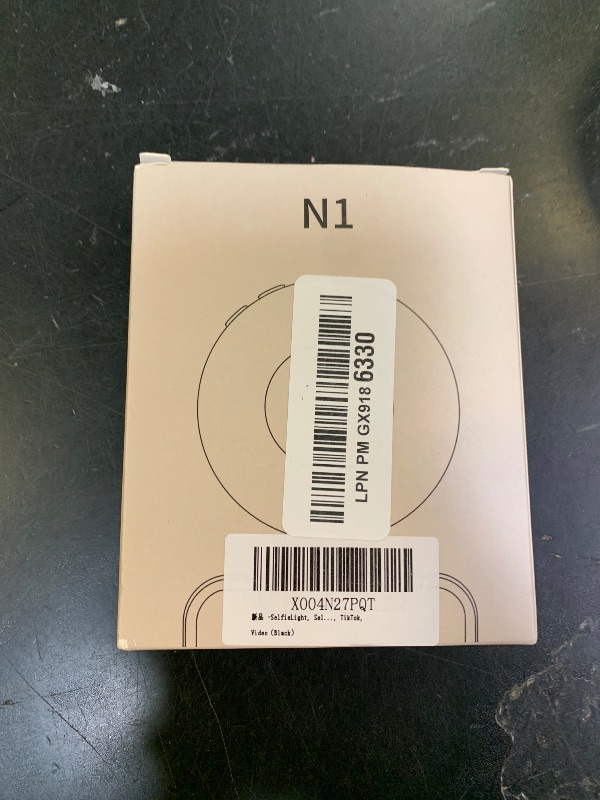 N1
LPN PM GX918 6330
X004N27PQT
新品 -SelfieLight, Sel..., TikTok,
Video (Black)